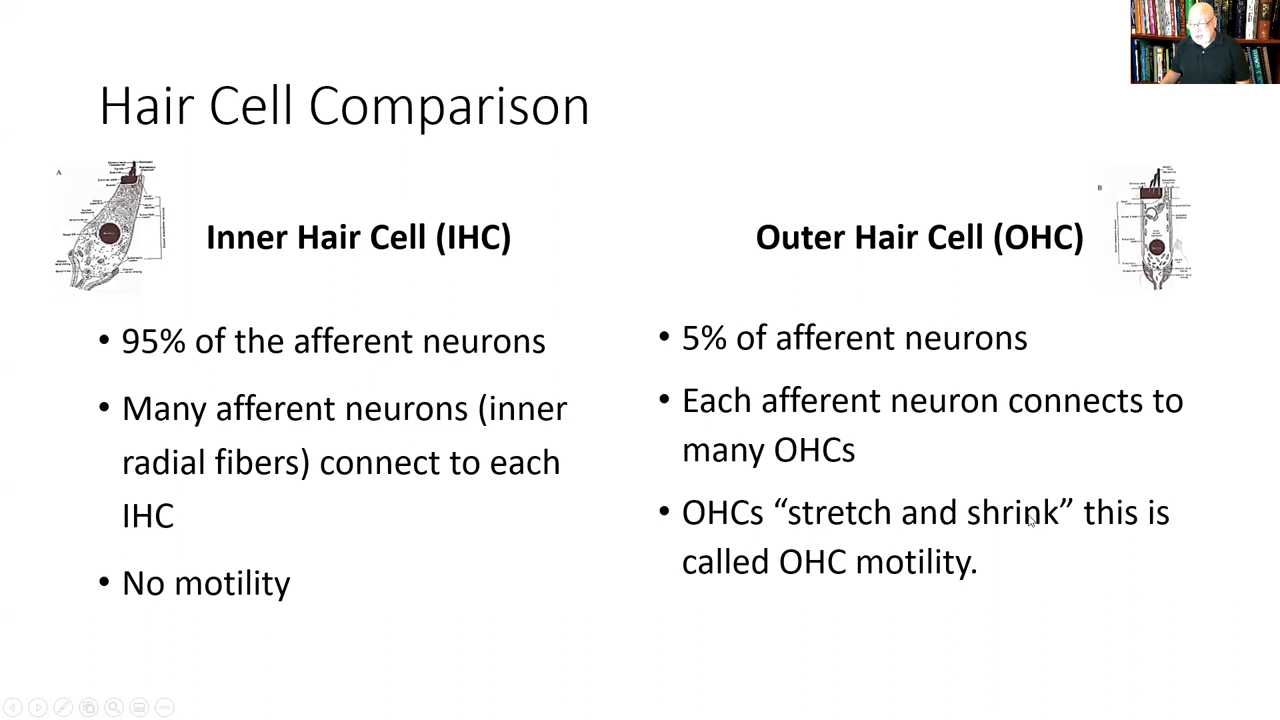 Hair Cell Comparison
A
Inner Hair Cell (IHC)
• 95% of the afferent neurons
• Many afferent neurons (inner
radial fibers) connect to each
IHC
• No motility
B
Outer Hair Cell (OHC)
• 5% of afferent neurons
• Each afferent neuron connects to
many OHCs
• OHCs “stretch and shrink” this is
called OHC motility.